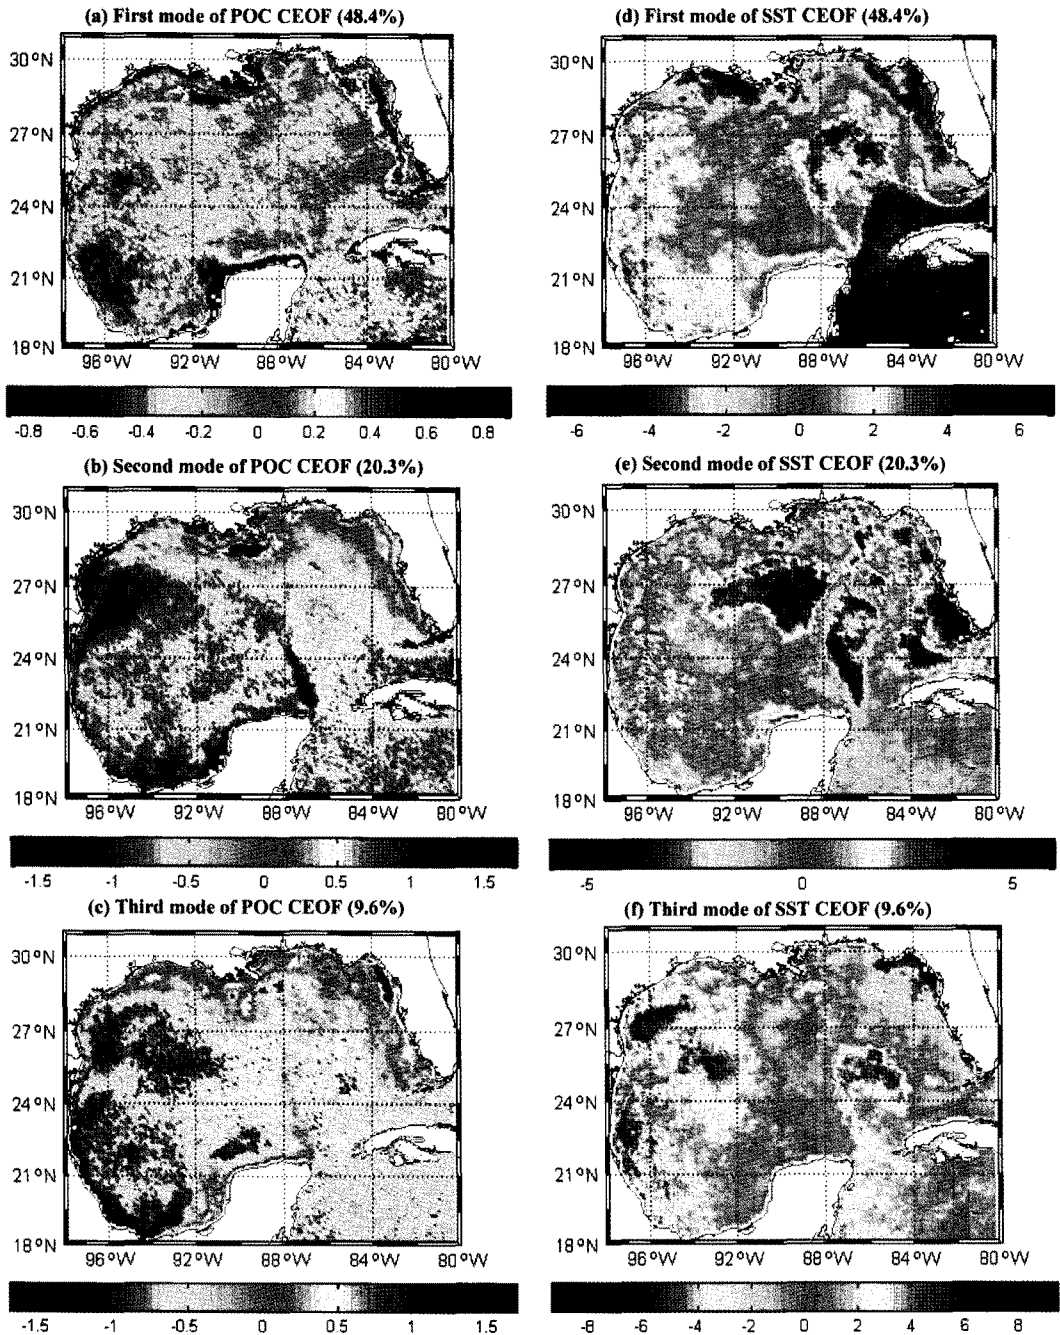 (a) First mode of POC CEOF (48.4%)
30°N
27°N
24°N
21°N
18°N
96°W 92°W 88°W 84°W 80°W
-0.8 -0.6 -0.4 -0.2 0 0.2 0.4 0.6 0.8
(d) First mode of SST CEOF (48.4%)
30°N
27°N
24°N
21°N
18°N
96°W 92°W 88°W 84°W 80°W
-6 -4 -2 0 2 4 6
(b) Second mode of POC CEOF (20.3%)
30°N
27°N
24°N
21°N
18°N
96°W 92°W 88°W 84°W 80°W
-1.5 -1 -0.5 0 0.5 1 1.5
(e) Second mode of SST CEOF (20.3%)
30°N
27°N
24°N
21°N
18°N
96°W 92°W 88°W 84°W 80°W
-5 0 5
(c) Third mode of POC CEOF (9.6%)
30°N
27°N
24°N
21°N
18°N
96°W 92°W 88°W 84°W 80°W
-1.5 -1 -0.5 0 0.5 1 1.5
(f) Third mode of SST CEOF (9.6%)
30°N
27°N
24°N
21°N
18°N
96°W 92°W 88°W 84°W 80°W
-8 -6 -4 -2 0 2 4 6 8